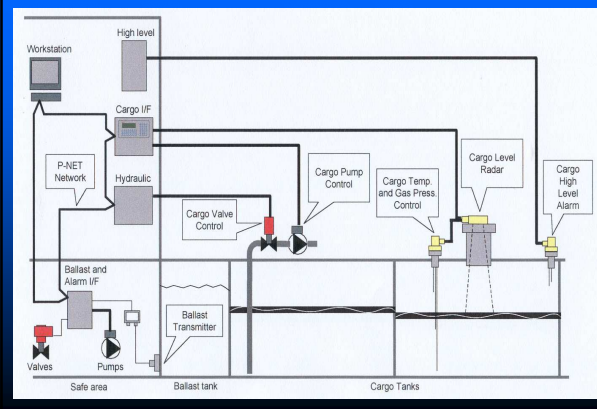 High level
Workstation
Cargo I/F
P-NET
Network
Hydraulic
Cargo Valve
Control
Cargo Pump
Control
Cargo Temp.
and Gas Press.
Control
Cargo Level
Radar
Cargo
High
Level
Alarm
Ballast and
Alarm I/F
Ballast
Transmitter
Valves
Pumps
Safe area
Ballast tank
Cargo Tanks